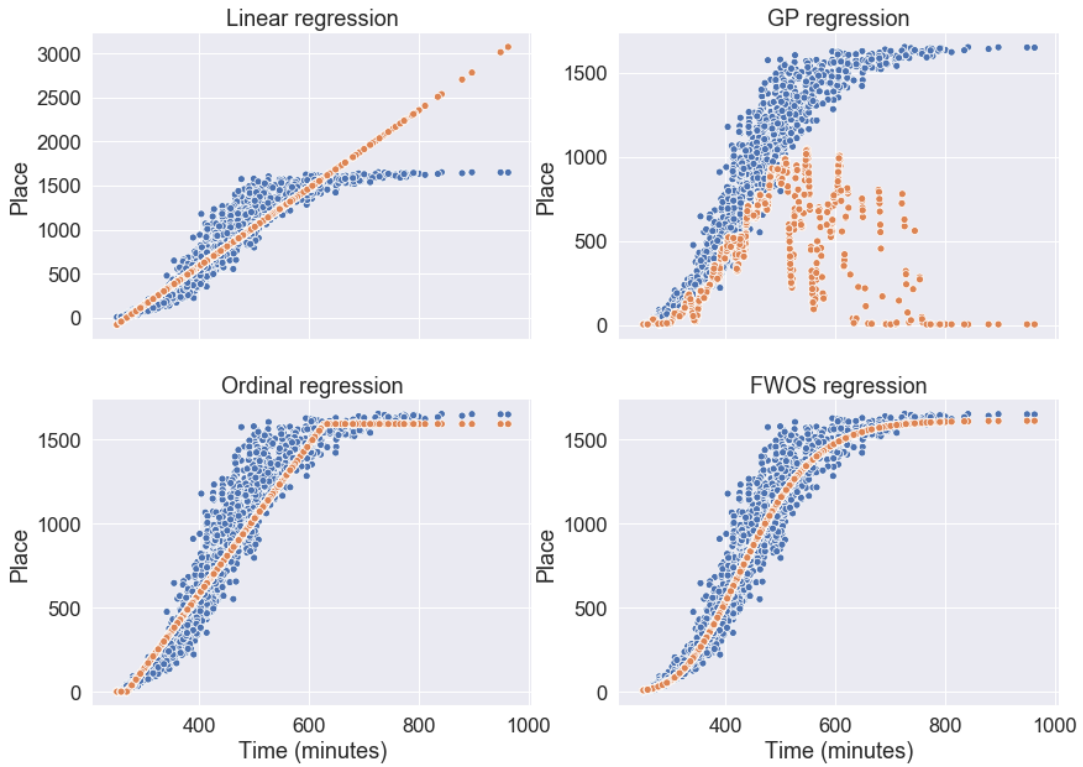 Linear regression
GP regression
3000
2500
2000
1500
1000
500
0
Place
1500
1000
500
0
Place
Ordinal regression
FWOS regression
1500
1000
500
0
Place
400 600 800 1000
Time (minutes)
1500
1000
500
0
Place
400 600 800 1000
Time (minutes)